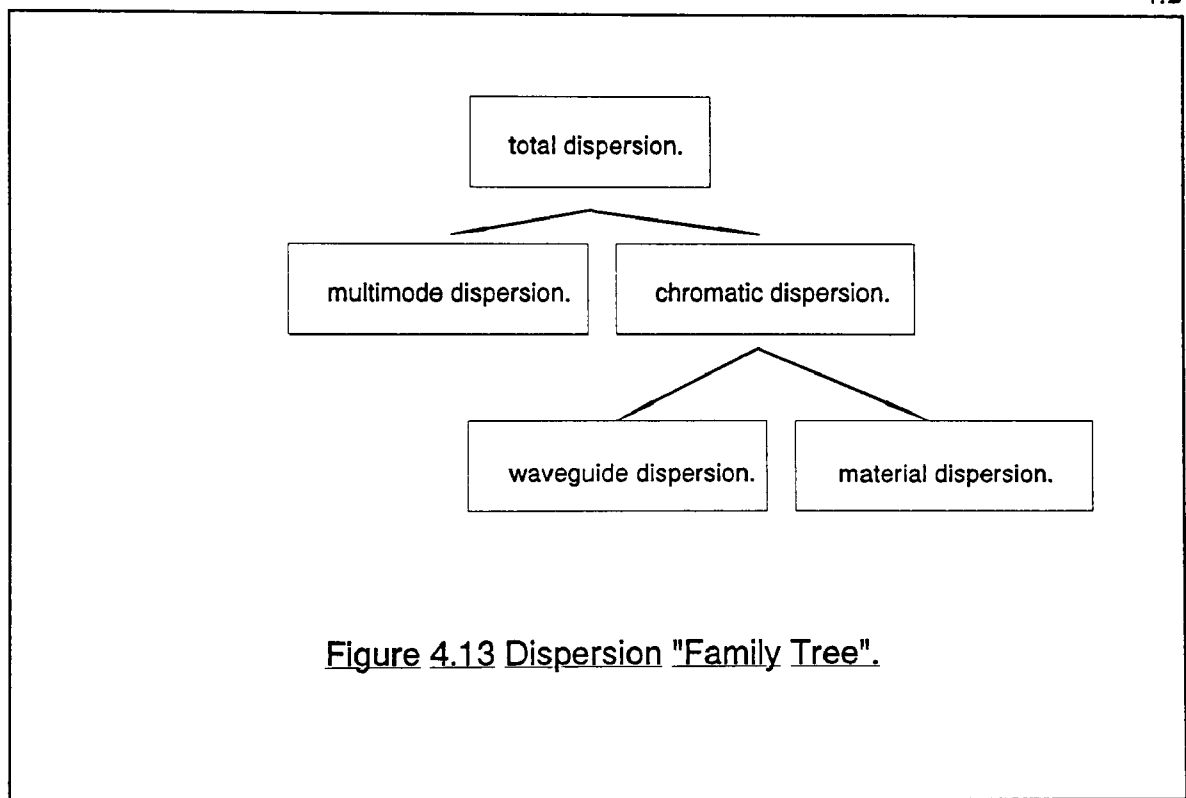 total dispersion.
multimode dispersion.
chromatic dispersion.
waveguide dispersion.
material dispersion.
Figure 4.13 Dispersion "Family Tree".